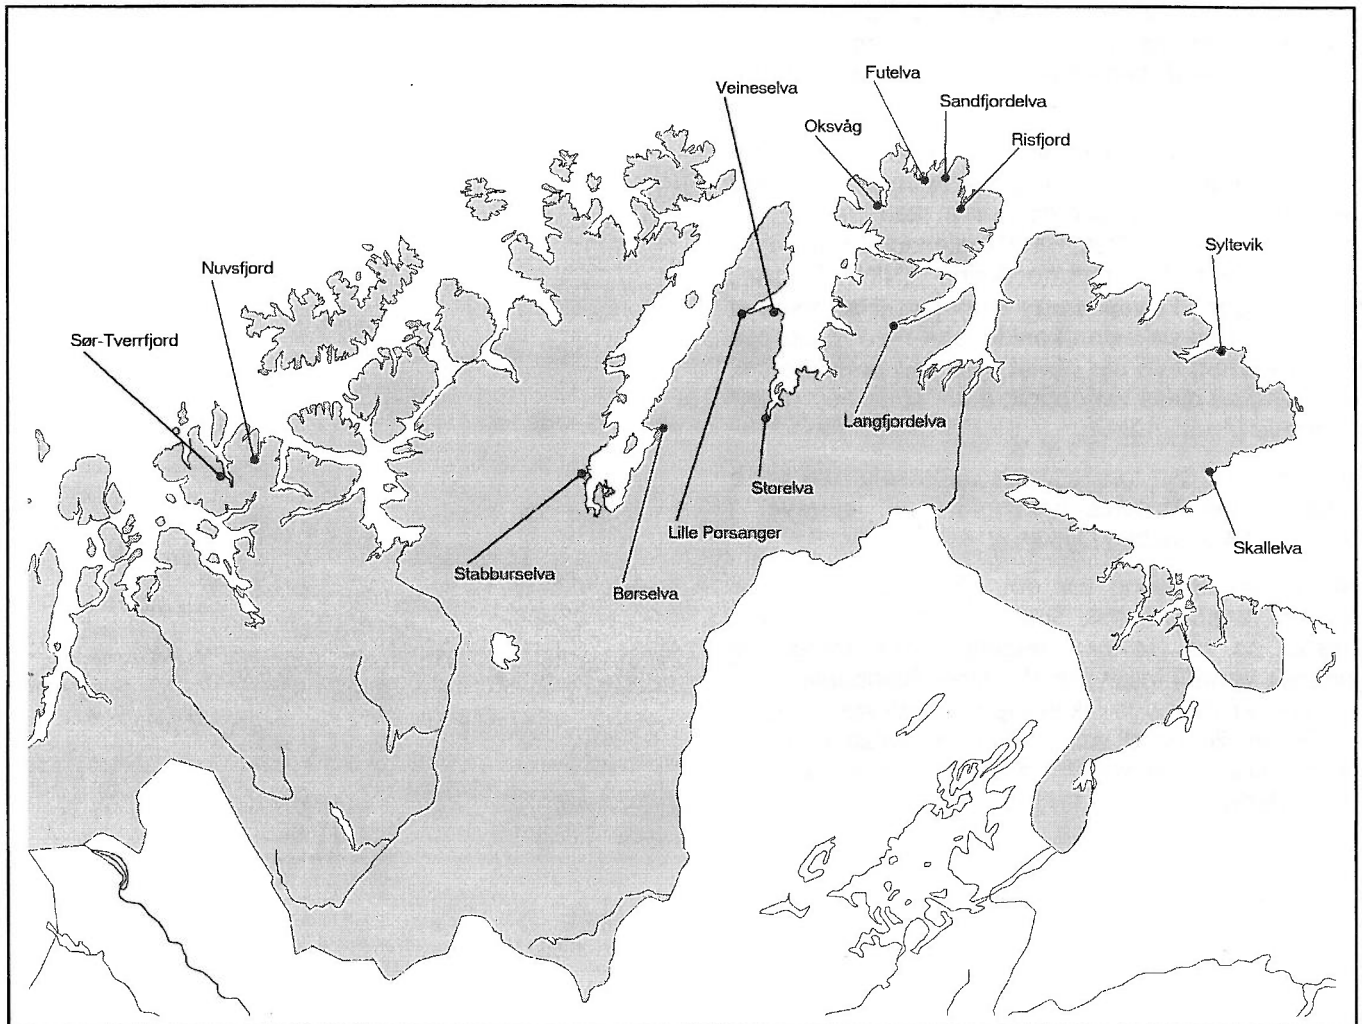 Futelva
Veineselva
Sandfjordelva
Oksvåg
Risfjord
Syltevik
Nuvsfjord
Sør-Tverrfjord
Langfjordelva
Storelva
Lille Porsanger
Skallelva
Stabburselva
Børselva